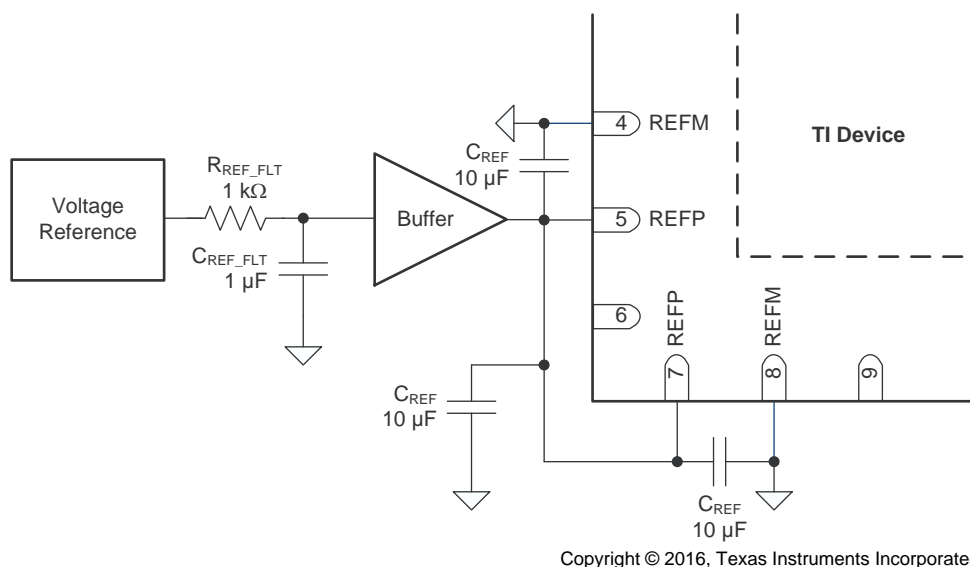 4
REFM
TI Device
C_REF
10 µF
R_REF_FLT
1 kΩ
Voltage
Reference
Buffer
5
REFP
C_REF_FLT
1 µF
6
REFP
REFM
7
8
9
C_REF
10 µF
C_REF
10 µF
Copyright © 2016, Texas Instruments Incorporate